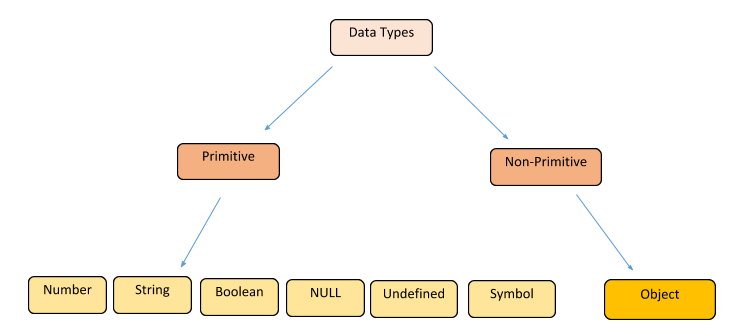 Data Types
Primitive
Non-Primitive
Number
String
Boolean
NULL
Undefined
Symbol
Object